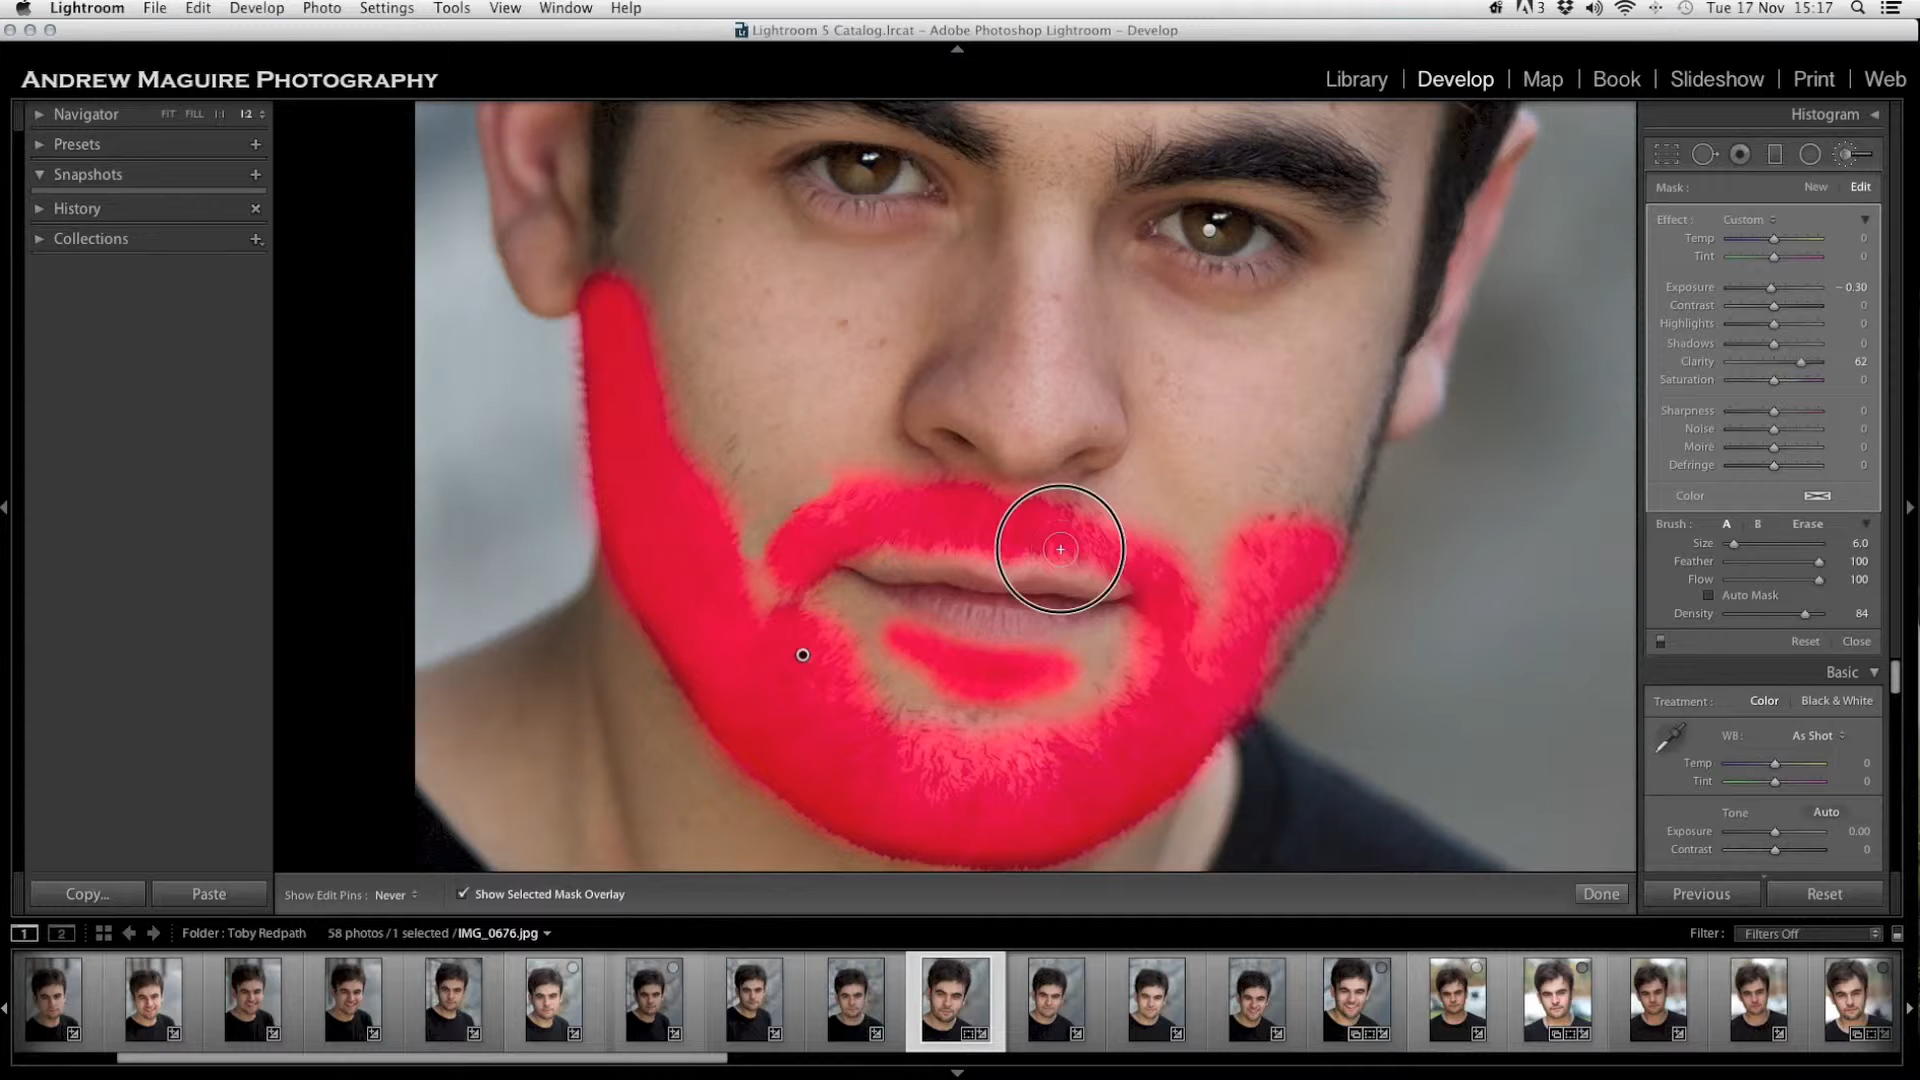 Lightroom File Edit Develop Photo Settings Tools View Window Help 3 Tue 17 Nov 15:17
Lightroom 5 Catalog.lrcat – Adobe Photoshop Lightroom – Develop
ANDREW MAGUIRE PHOTOGRAPHY
Library | Develop | Map | Book | Slideshow | Print | Web
Navigator FIT FILL 1:1 1:2
Presets
Snapshots
History
Collections
Histogram
Mask : New Edit
Effect : Custom
Temp 0
Tint 0
Exposure – 0.30
Contrast 0
Highlights 0
Shadows 0
Clarity 62
Saturation 0
Sharpness 0
Noise 0
Moiré 0
Defringe 0
Color
Brush : A B Erase
Size 6.0
Feather 100
Flow 100
Auto Mask
Density 84
Reset Close
Basic
Treatment : Color Black & White
WB : As Shot
Temp 0
Tint 0
Tone Auto
Exposure 0.00
Contrast 0
Copy... Paste
Show Edit Pins : Never Show Selected Mask Overlay Done
Previous Reset
1 2 Folder : Toby Redpath 58 photos / 1 selected / IMG_0676.jpg Filter : Filters Off